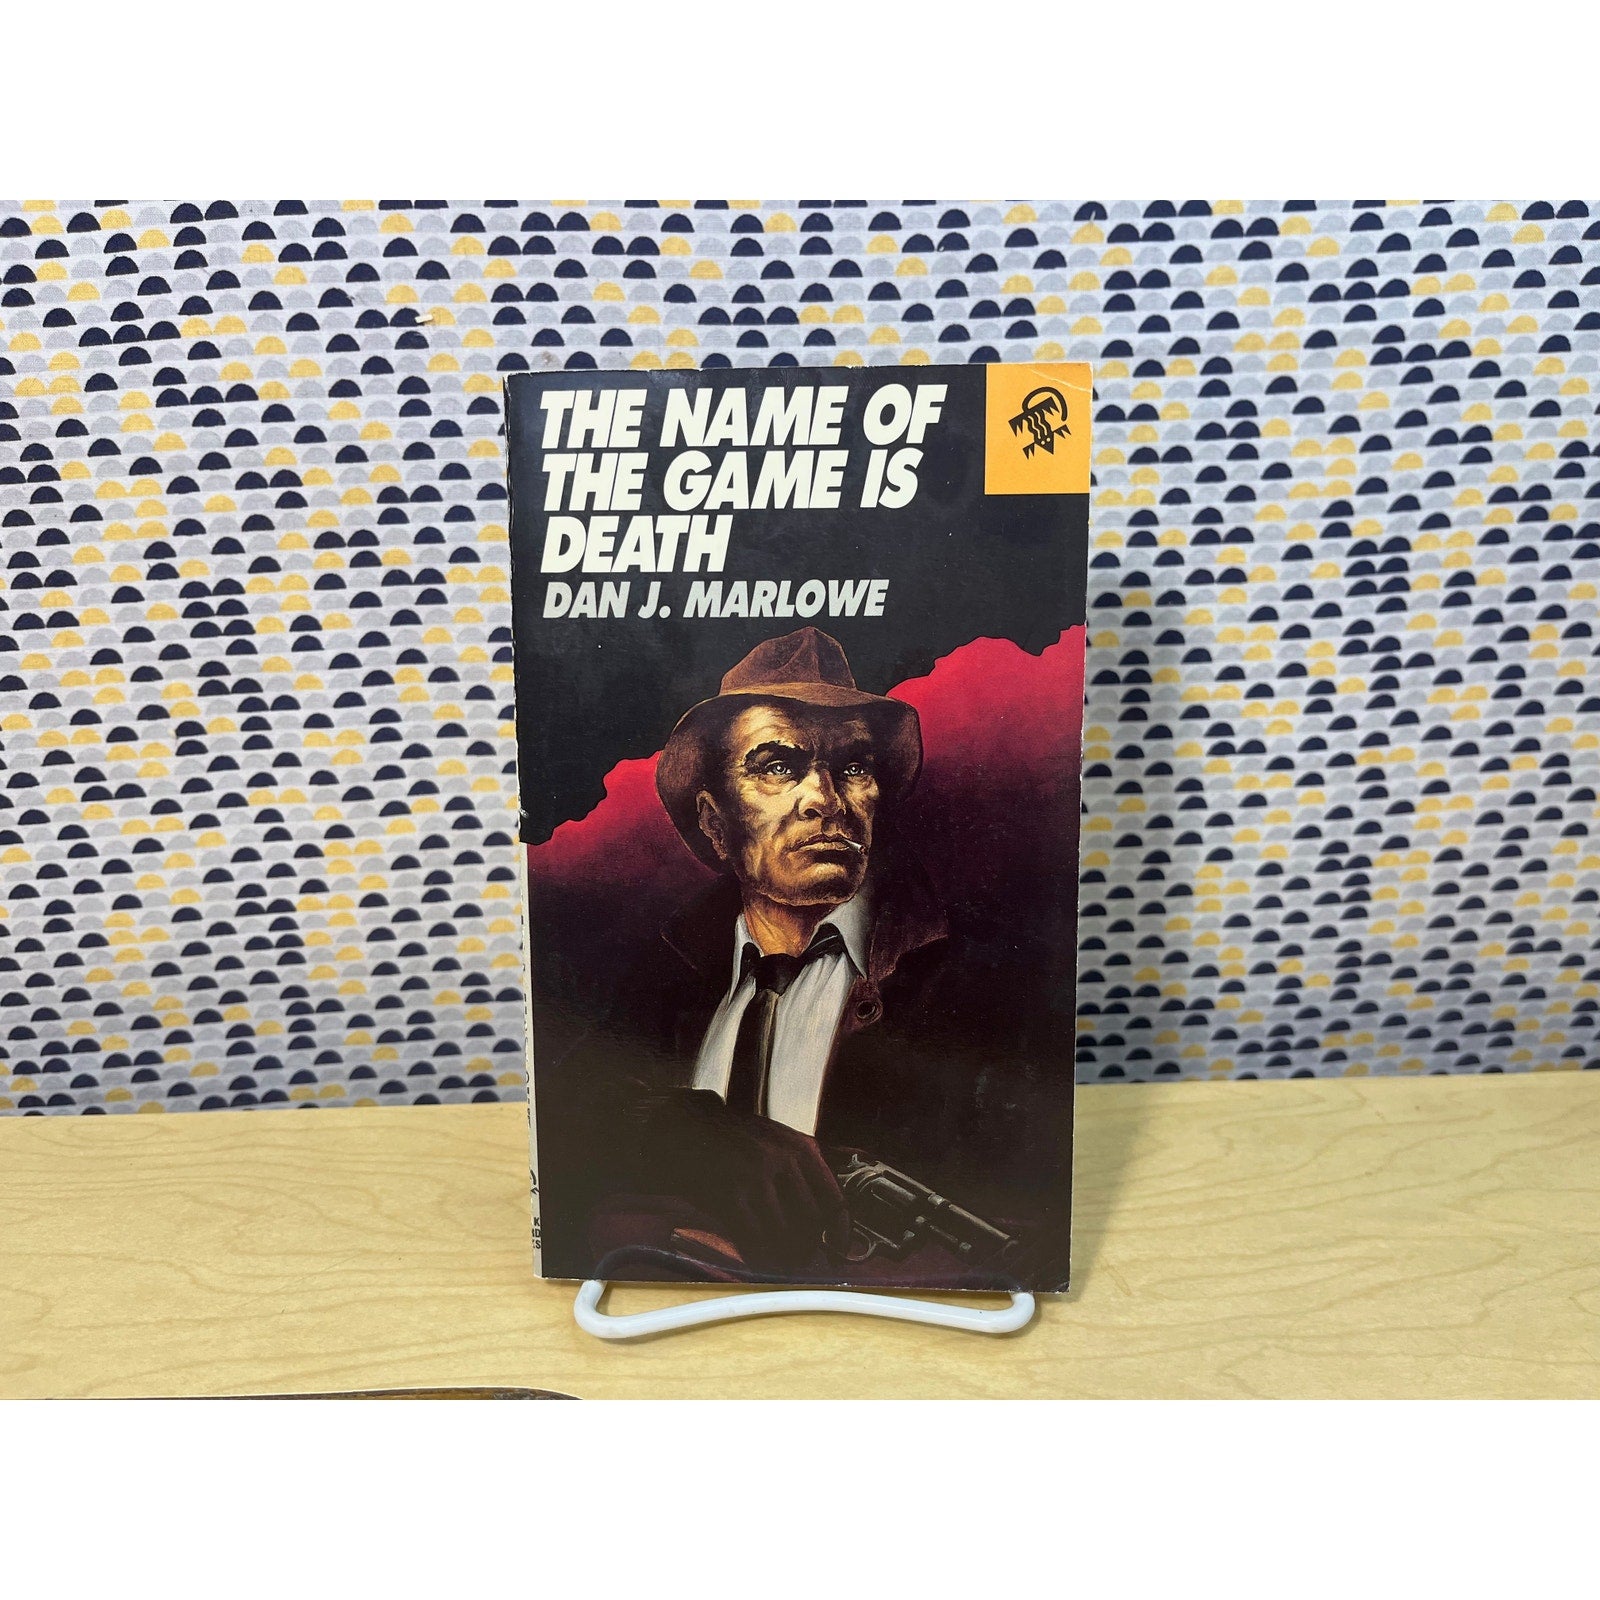 THE NAME OF
THE GAME IS
DEATH
DAN J. MARLOWE